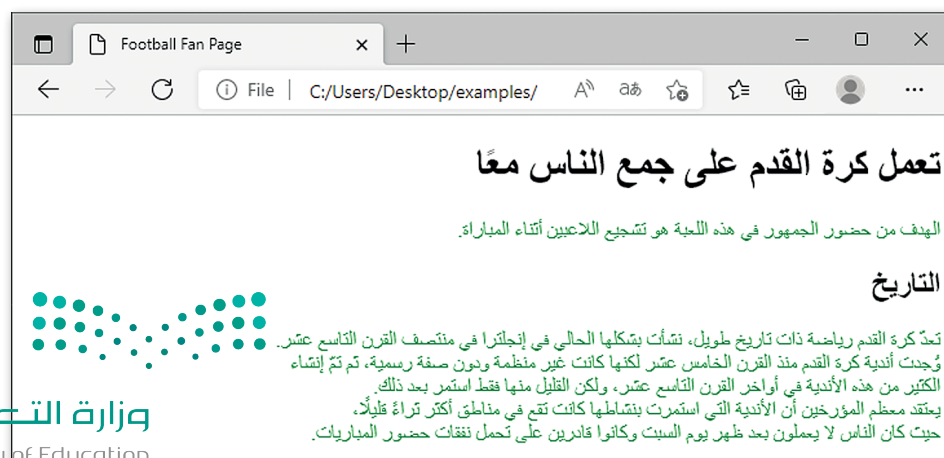 Football Fan Page
File
C:/Users/Desktop/examples/
تعمل كرة القدم على جمع الناس معًا
الهدف من حضور الجمهور في هذه اللعبة هو تشجيع اللاعبين أثناء المباراة.
التاريخ
تعدّ كرة القدم رياضة ذات تاريخ طويل، نشأت بشكلها الحالي في إنجلترا في منتصف القرن التاسع عشر.
وُجدت أندية كرة القدم منذ القرن الخامس عشر لكنها كانت غير منظمة ودون صفة رسمية، ثم تمّ إنشاء
الكثير من هذه الأندية في أواخر القرن التاسع عشر، ولكن القليل منها فقط استمر بعد ذلك.
يعتقد معظم المؤرخين أن الأندية التي استمرت بنشاطها كانت تقع في مناطق أكثر ثراءً قليلًا،
حيث كان الناس لا يعملون بعد ظهر يوم السبت وكانوا قادرين على تحمل نفقات حضور المباريات.
وزارة
of Education